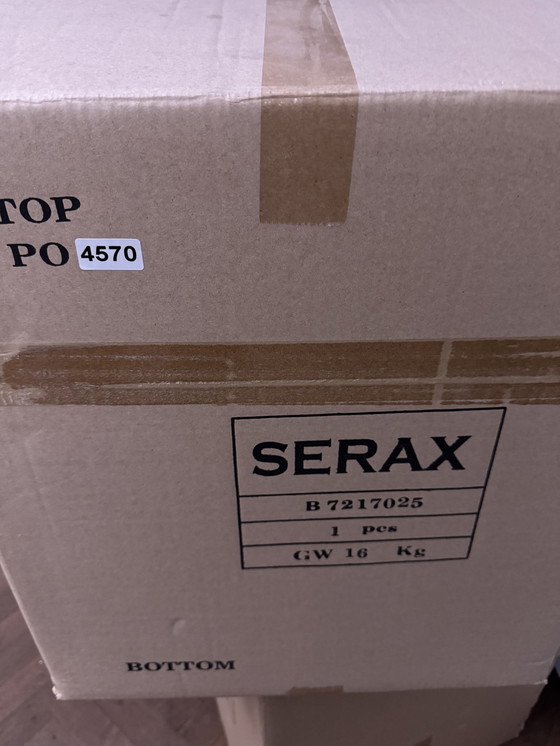 TOP
PO 4570
SERAX
B 7217025
1 pcs
GW 16 Kg
BOTTOM